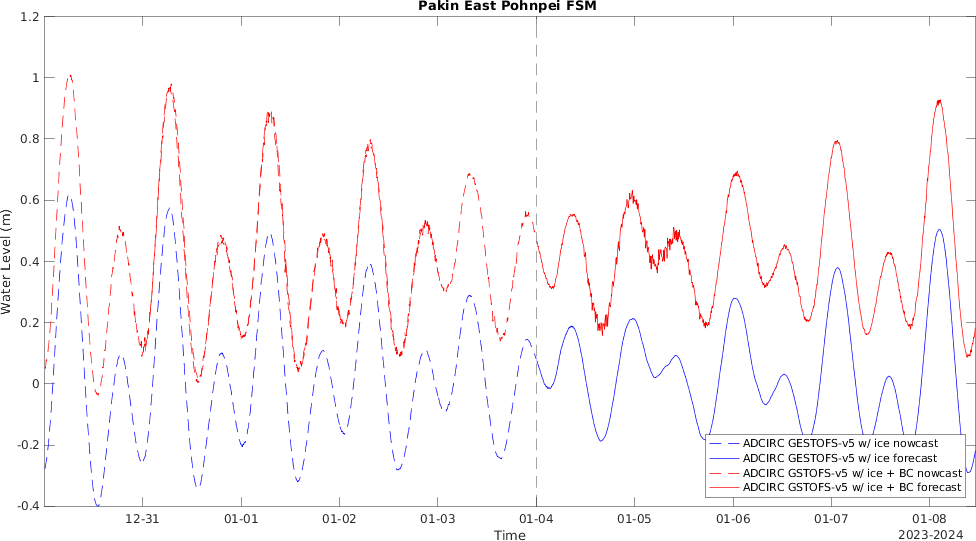 Pakin East Pohnpei FSM
Water Level (m)
1.2
1
0.8
0.6
0.4
0.2
0
-0.2
-0.4
ADCIRC GESTOFS-v5 w/ ice nowcast
ADCIRC GESTOFS-v5 w/ ice forecast
ADCIRC GSTOFS-v5 w/ ice + BC nowcast
ADCIRC GSTOFS-v5 w/ ice + BC forecast
12-31 01-01 01-02 01-03 01-04 01-05 01-06 01-07 01-08
Time
2023-2024